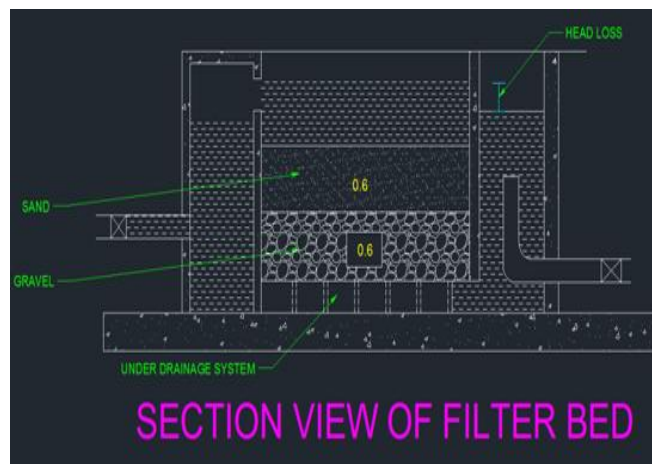 HEAD LOSS
SAND
0.6
GRAVEL
0.6
UNDER DRAINAGE SYSTEM
SECTION VIEW OF FILTER BED